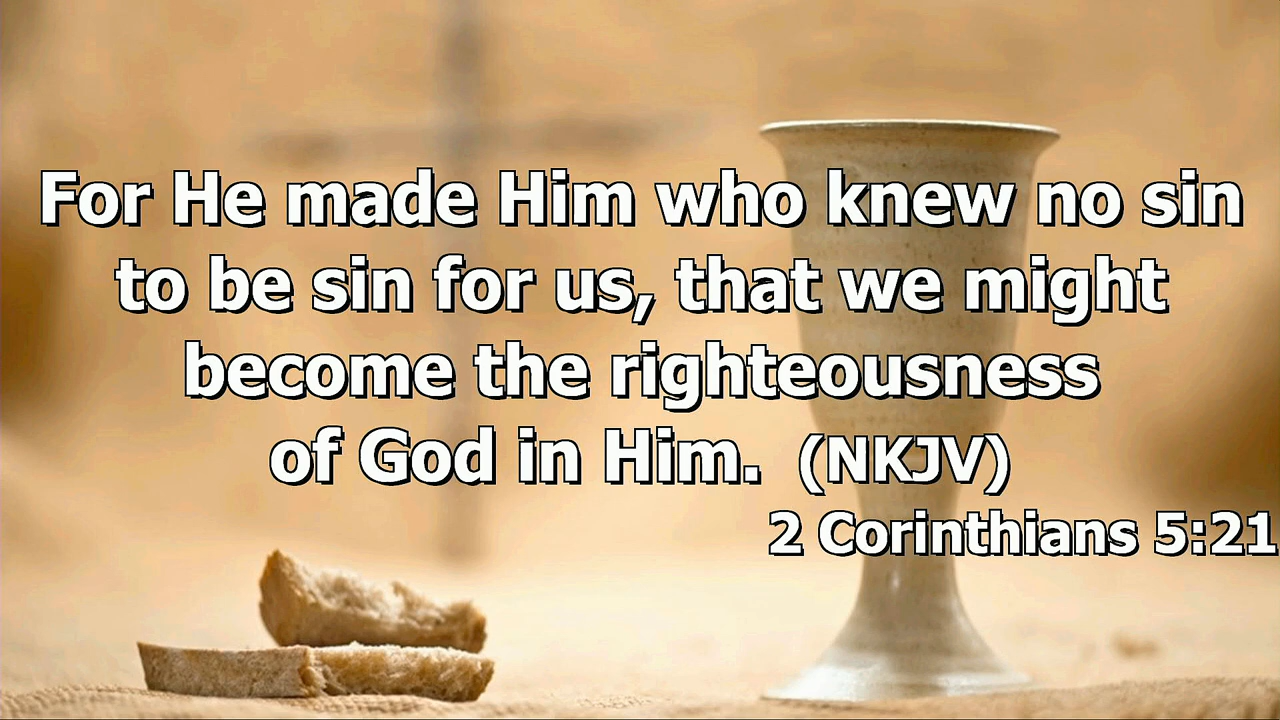 For He made Him who knew no sin
to be sin for us, that we might
become the righteousness
of God in Him. (NKJV)
2 Corinthians 5:21